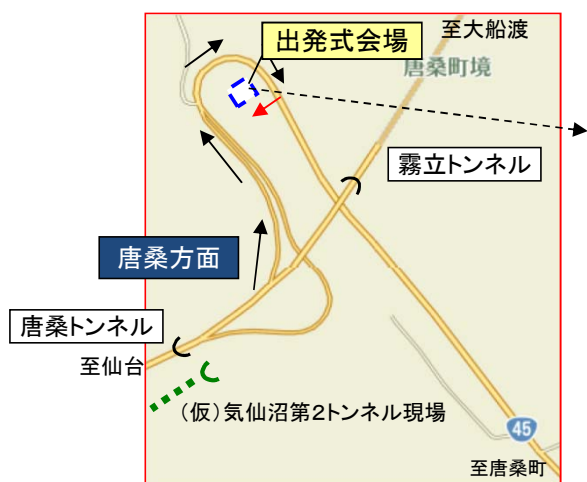 至大船渡
出発式会場
唐桑町境
霧立トンネル
唐桑方面
唐桑トンネル
至仙台
(仮)気仙沼第2トンネル現場
45
至唐桑町